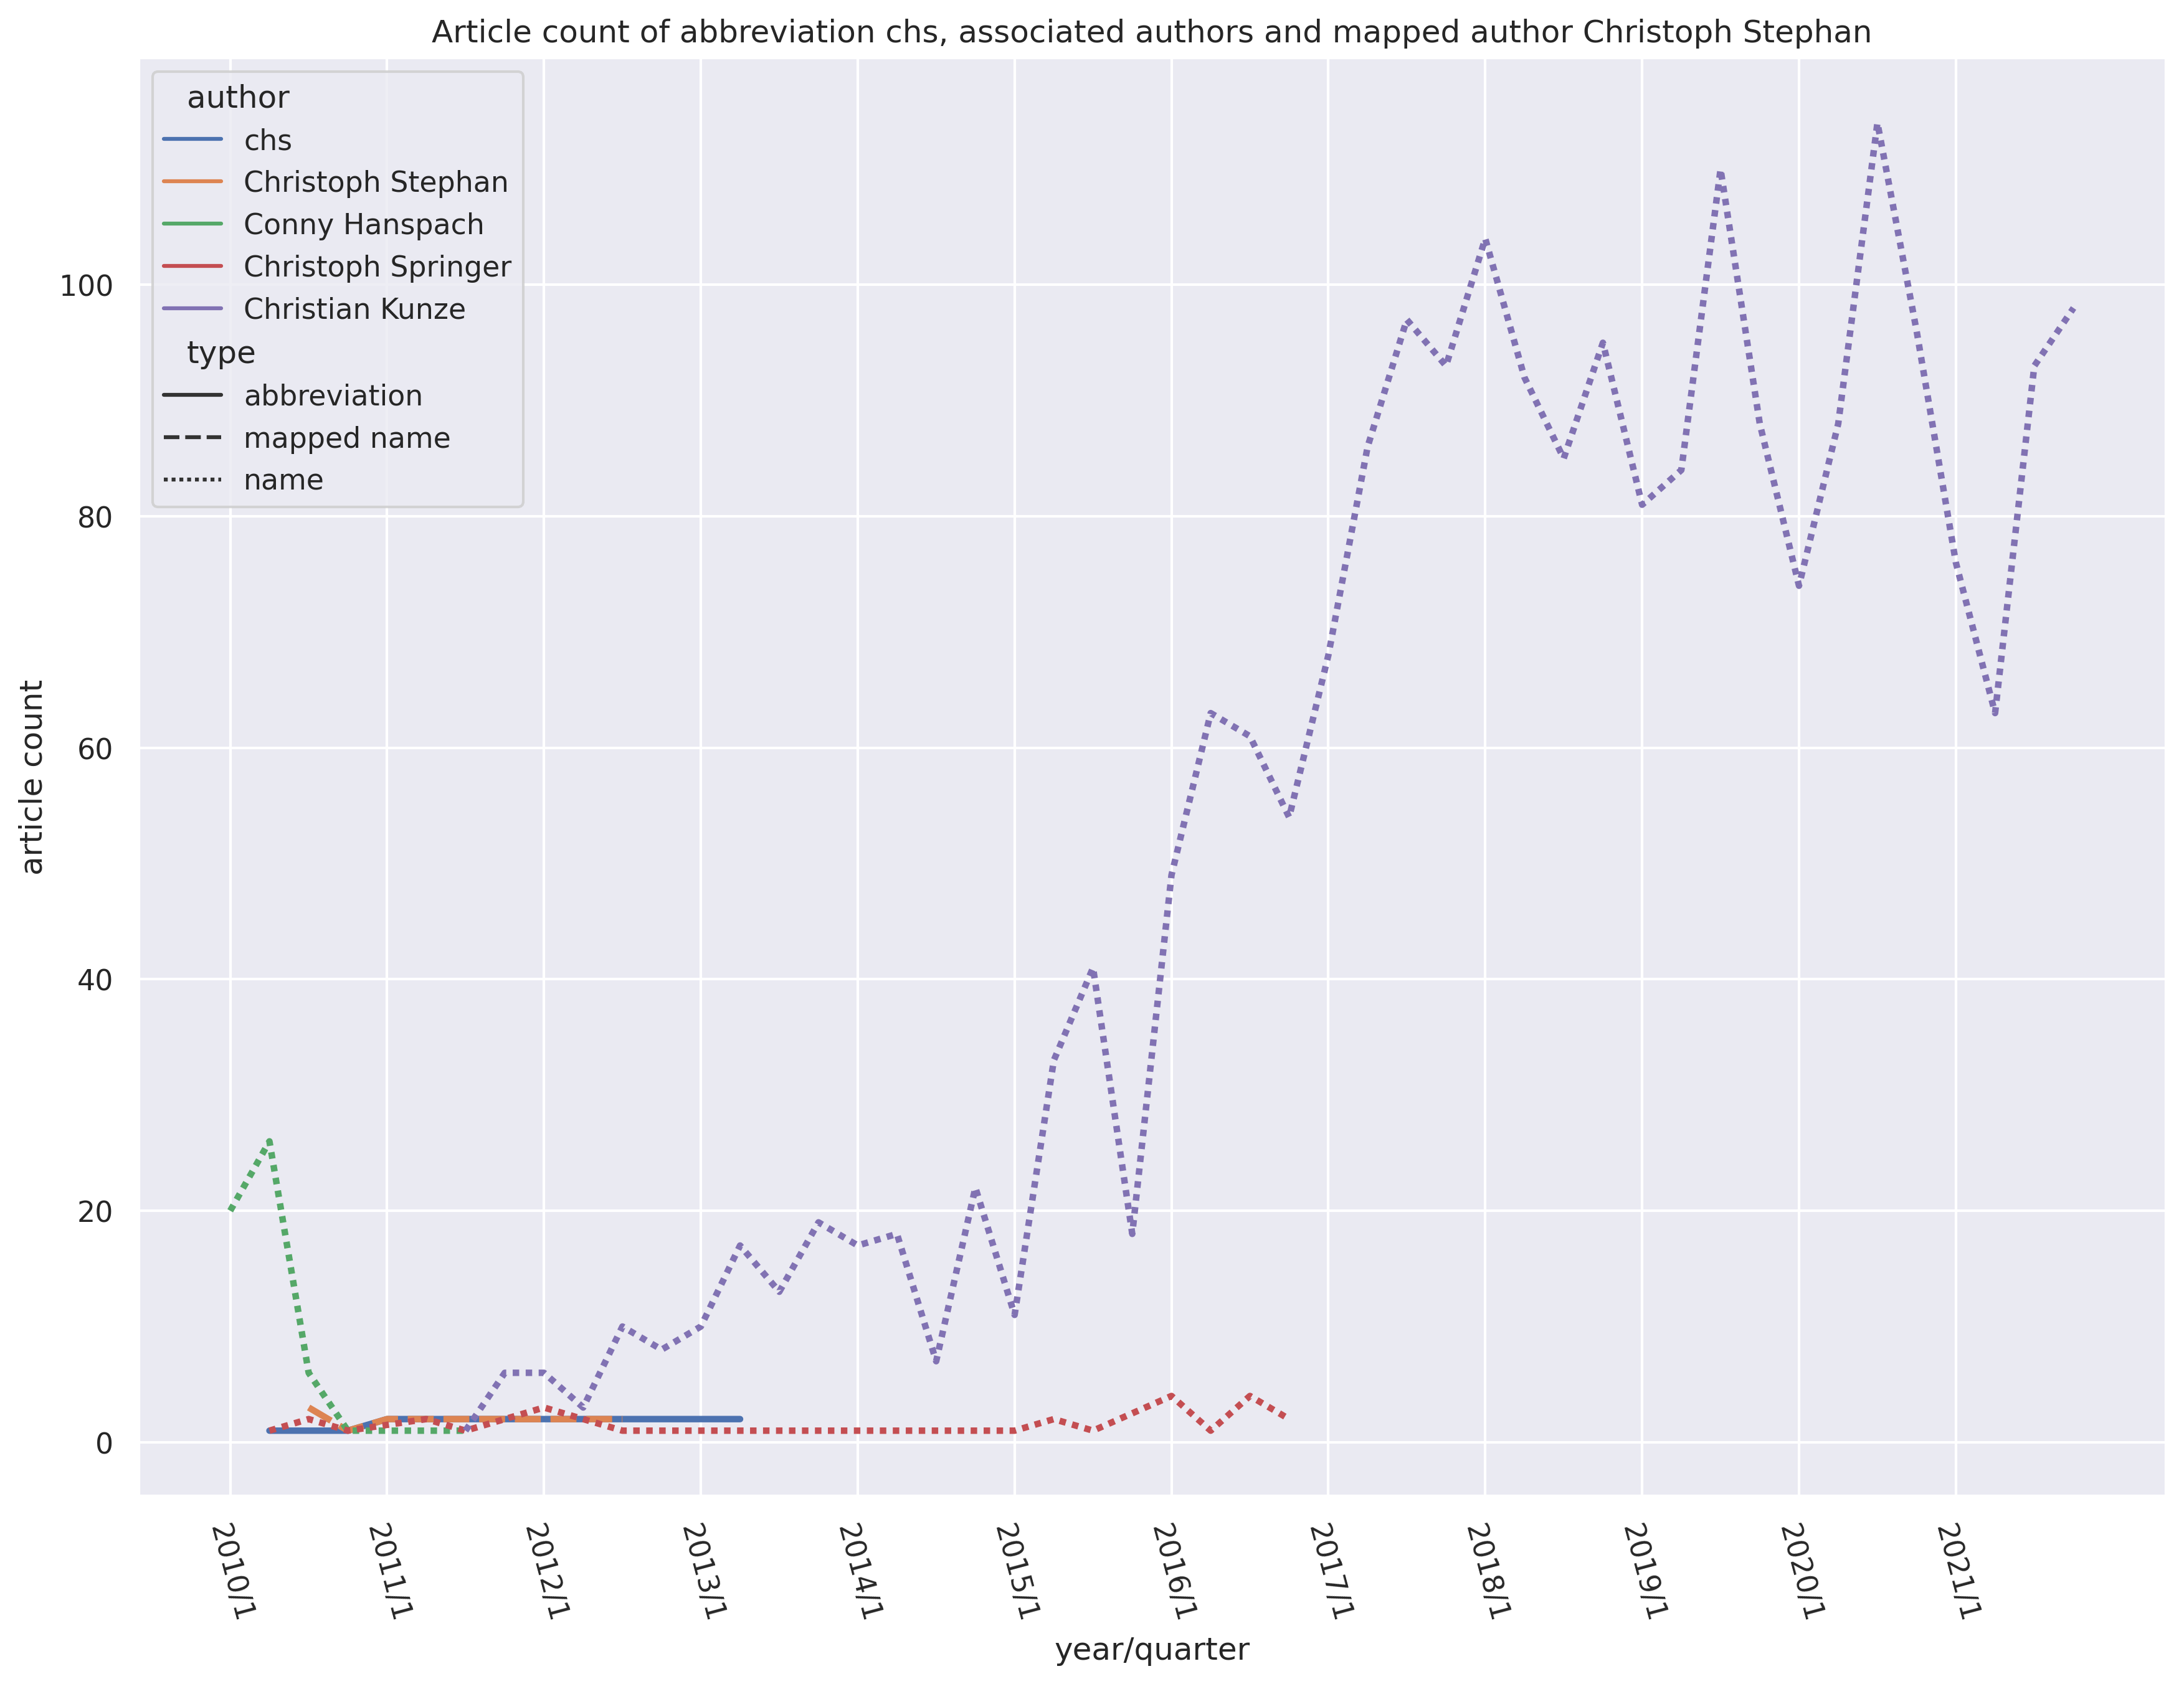 Article count of abbreviation chs, associated authors and mapped author Christoph Stephan
author
chs
Christoph Stephan
Conny Hanspach
Christoph Springer
Christian Kunze
type
abbreviation
mapped name
name
100
80
60
40
20
0
article count
2010/1
2011/1
2012/1
2013/1
2014/1
2015/1
2016/1
2017/1
2018/1
2019/1
2020/1
2021/1
year/quarter